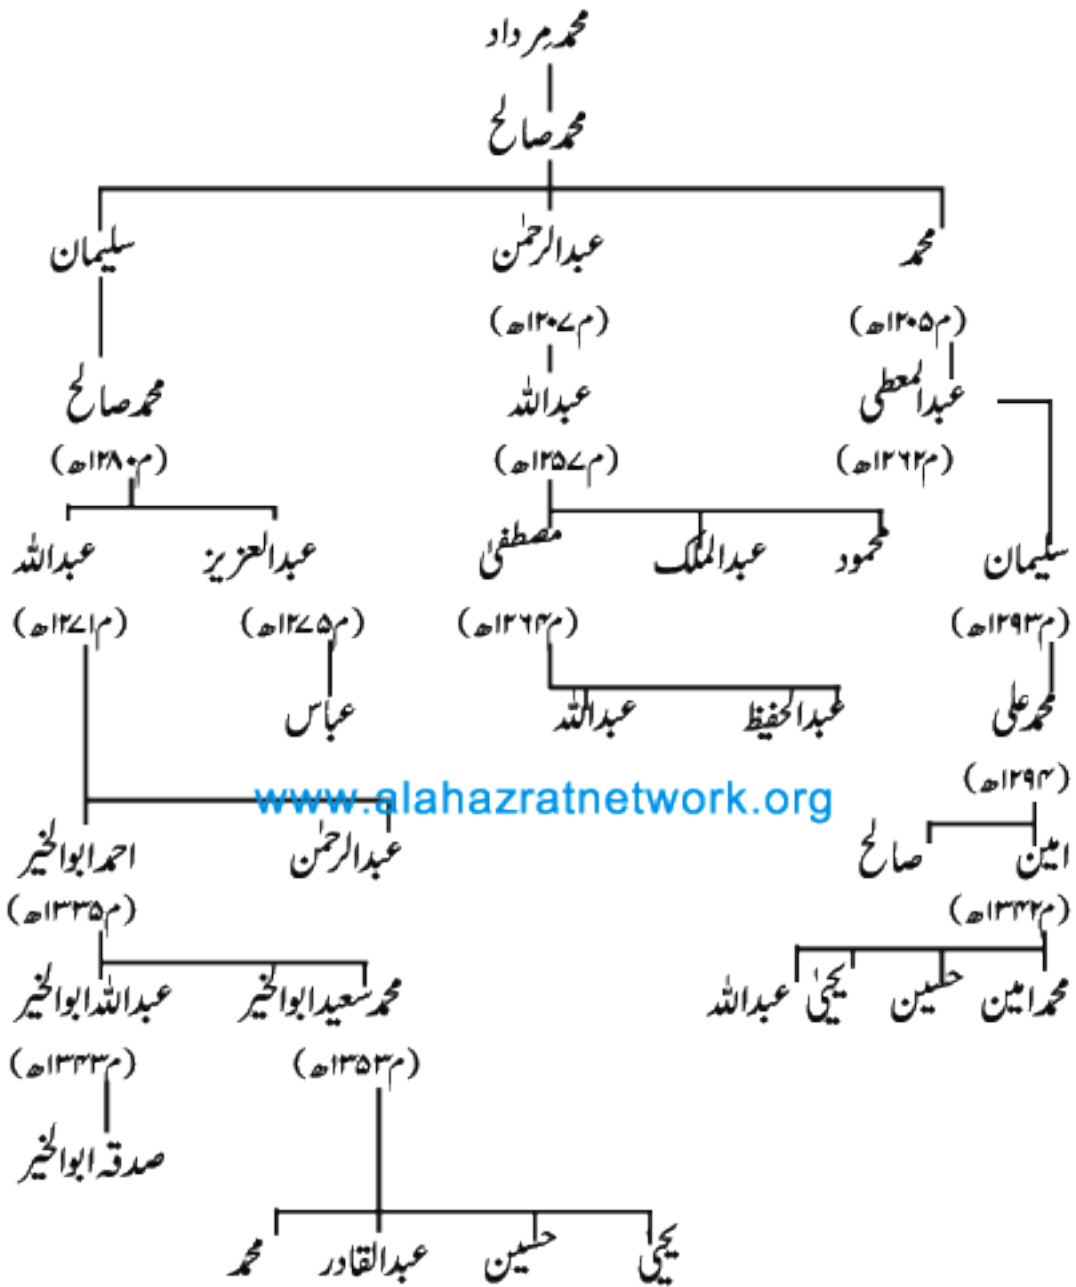 محمد مرداد
محمد صالح
محمد عبدالرحمٰن سلیمان
(م۱۲۰۵ھ) (م۱۲۰۷ھ)
عبدالمعطی عبداللہ محمد صالح
(م۱۲۶۲ھ) (م۱۲۵۷ھ) (م۱۲۸۰ھ)
سلیمان محمود عبدالملک مصطفیٰ عبدالعزیز عبداللہ
(م۱۲۹۳ھ) (م۱۲۶۴ھ) (م۱۲۷۵ھ) (م۱۲۷۱ھ)
محمد علی عبدالحفیظ عبداللہ عباس
(۱۲۹۴ھ)
www.alahazratnetwork.org
امین صالح عبدالرحمٰن احمد ابوالخیر
(م۱۳۴۲ھ) (م۱۳۳۵ھ)
محمد امین حسین یحییٰ عبداللہ محمد سعید ابوالخیر عبداللہ ابوالخیر
(م۱۳۵۳ھ) (م۱۳۴۳ھ)
صدقہ ابوالخیر
یحیی حسین عبدالقادر محمد